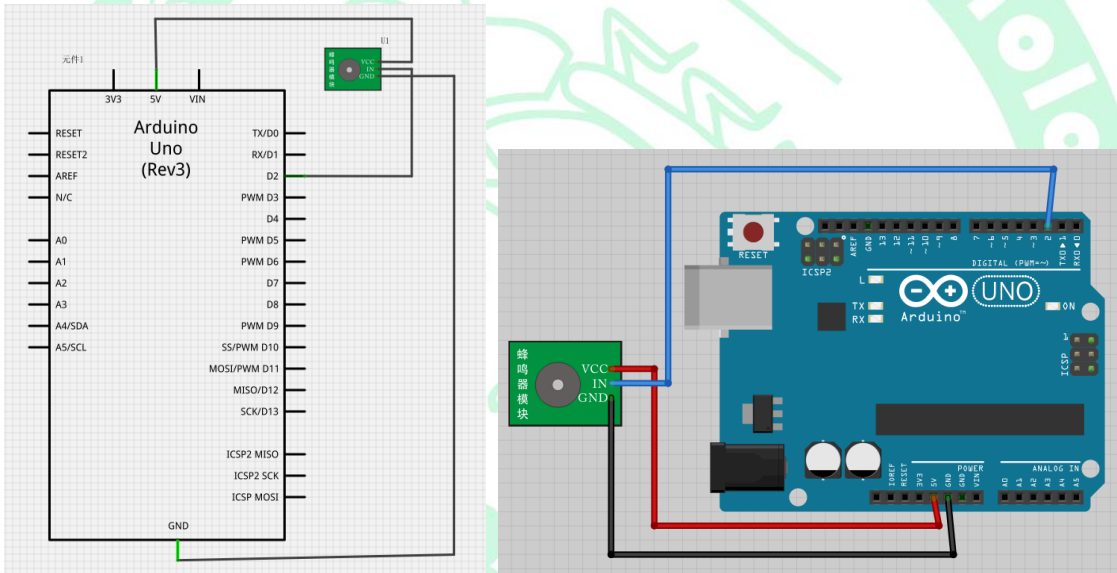 元件1
U1
蜂
鸣
器
模
块
VCC
IN
GND
3V3 5V VIN
Arduino
Uno
(Rev3)
RESET TX/D0
RESET2 RX/D1
AREF D2
N/C PWM D3
D4
A0 PWM D5
A1 PWM D6
A2 D7
A3 D8
A4/SDA PWM D9
A5/SCL SS/PWM D10
MOSI/PWM D11
MISO/D12
SCK/D13
ICSP2 MISO
ICSP2 SCK
ICSP MOSI
GND
RESET
ICSP2
AREF
GND
13
12
~11
~10
~9
8
7
~6
~5
4
~3
2
TX0▶1
RX0◀0
DIGITAL (PWM=~)
L
TX
RX
Arduino™
UNO
ON
1
ICSP
蜂
鸣
器
模
块
VCC
IN
GND
POWER
ANALOG IN
IOREF
RESET
3V3
5V
GND
GND
VIN
A0
A1
A2
A3
A4
A5